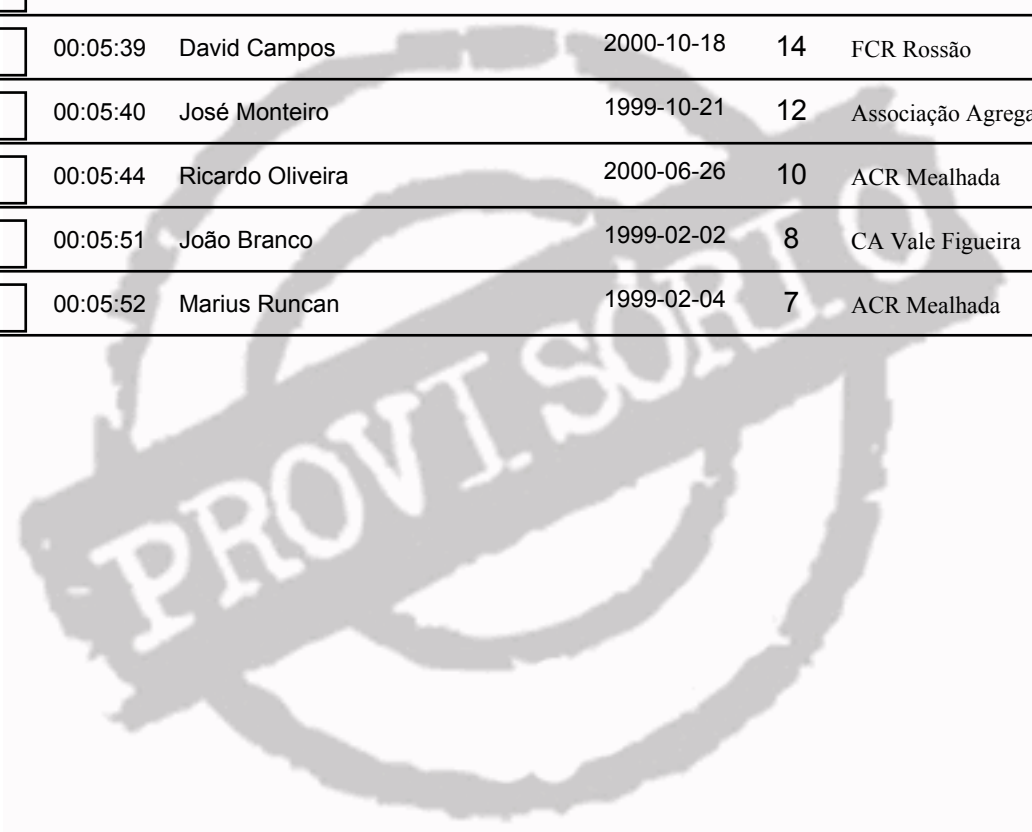 00:05:39 David Campos 2000-10-18 14 FCR Rossão
00:05:40 José Monteiro 1999-10-21 12 Associação Agrega
00:05:44 Ricardo Oliveira 2000-06-26 10 ACR Mealhada
00:05:51 João Branco 1999-02-02 8 CA Vale Figueira
00:05:52 Marius Runcan 1999-02-04 7 ACR Mealhada
PROVISÓRIO